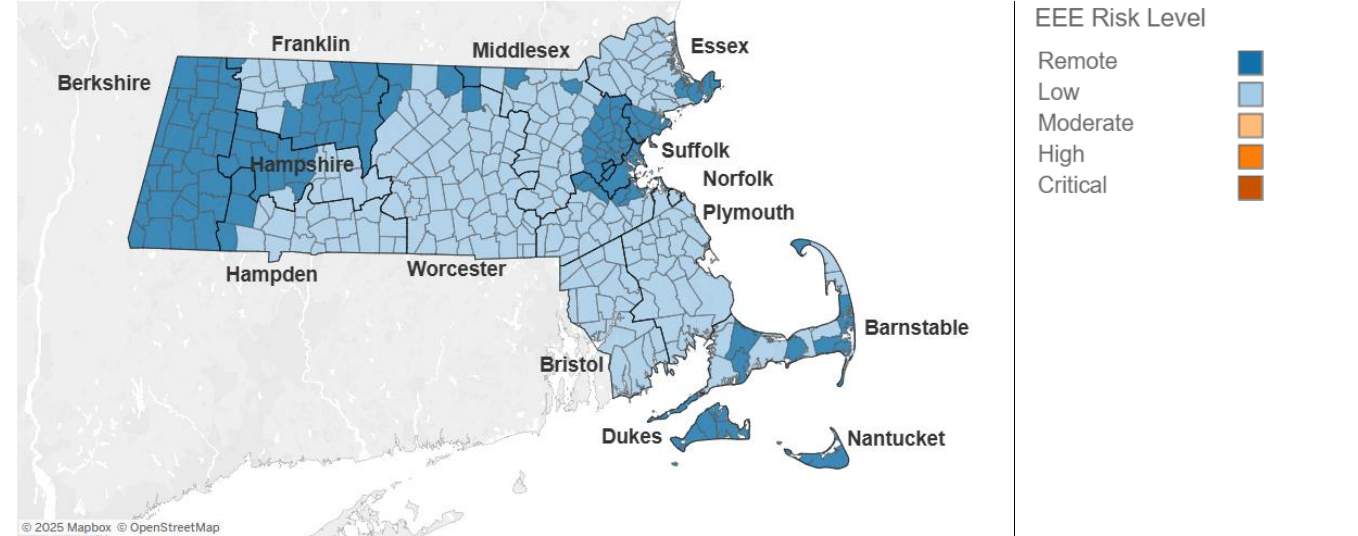 Franklin
Middlesex
Essex
Berkshire
Hampshire
Suffolk
Norfolk
Plymouth
Hampden
Worcester
Barnstable
Bristol
Dukes
Nantucket
© 2025 Mapbox © OpenStreetMap
EEE Risk Level
Remote
Low
Moderate
High
Critical